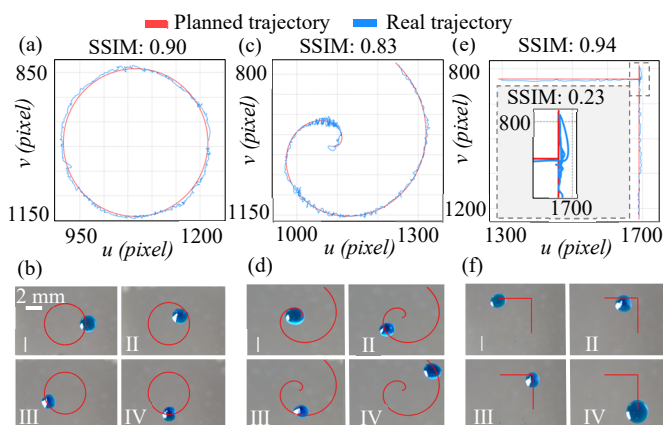 Planned trajectory Real trajectory
(a) SSIM: 0.90
(c) SSIM: 0.83
(e) SSIM: 0.94
850
1150
v (pixel)
950 1200
u (pixel)
800
1100
v (pixel)
1000 1300
u (pixel)
800
1200
v (pixel)
SSIM: 0.23
800
1700
1300 1700
u (pixel)
(b)
2 mm
I II
III IV
(d)
I II
III IV
(f)
I II
III IV